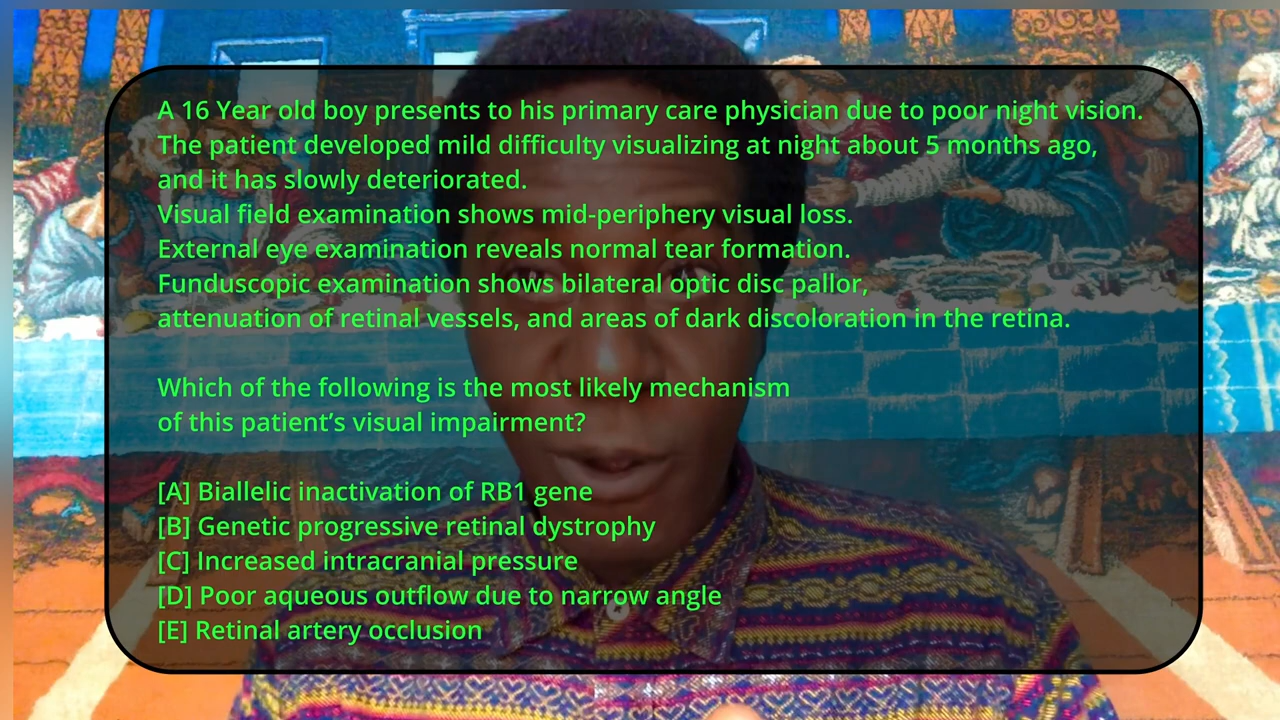 A 16 Year old boy presents to his primary care physician due to poor night vision.
The patient developed mild difficulty visualizing at night about 5 months ago,
and it has slowly deteriorated.
Visual field examination shows mid-periphery visual loss.
External eye examination reveals normal tear formation.
Funduscopic examination shows bilateral optic disc pallor,
attenuation of retinal vessels, and areas of dark discoloration in the retina.
Which of the following is the most likely mechanism
of this patient’s visual impairment?
[A] Biallelic inactivation of RB1 gene
[B] Genetic progressive retinal dystrophy
[C] Increased intracranial pressure
[D] Poor aqueous outflow due to narrow angle
[E] Retinal artery occlusion